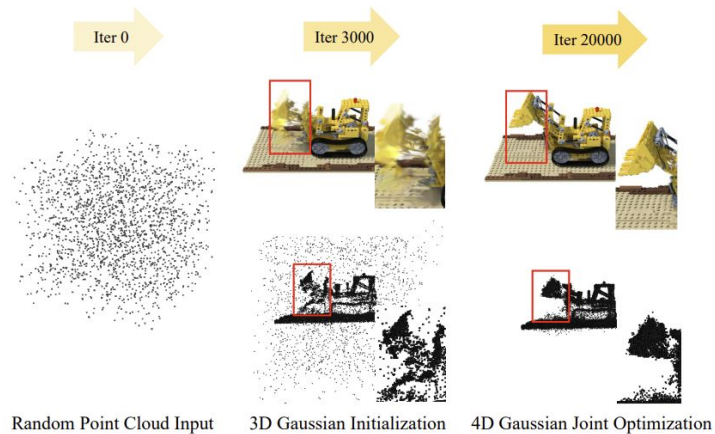 Iter 0
Iter 3000
Iter 20000
Random Point Cloud Input
3D Gaussian Initialization
4D Gaussian Joint Optimization